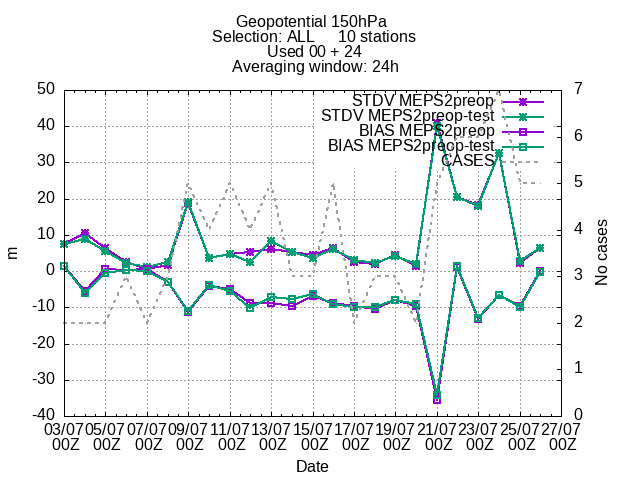 Geopotential 150hPa
Selection: ALL 10 stations
Used 00 + 24
Averaging window: 24h
STDV MEPS2preop
STDV MEPS2preop-test
BIAS MEPS2preop
BIAS MEPS2preop-test
CASES
50
40
30
20
10
0
-10
-20
-30
-40
m
7
6
5
4
3
2
1
0
No cases
03/07 05/07 07/07 09/07 11/07 13/07 15/07 17/07 19/07 21/07 23/07 25/07 27/07
00Z 00Z 00Z 00Z 00Z 00Z 00Z 00Z 00Z 00Z 00Z 00Z 00Z
Date